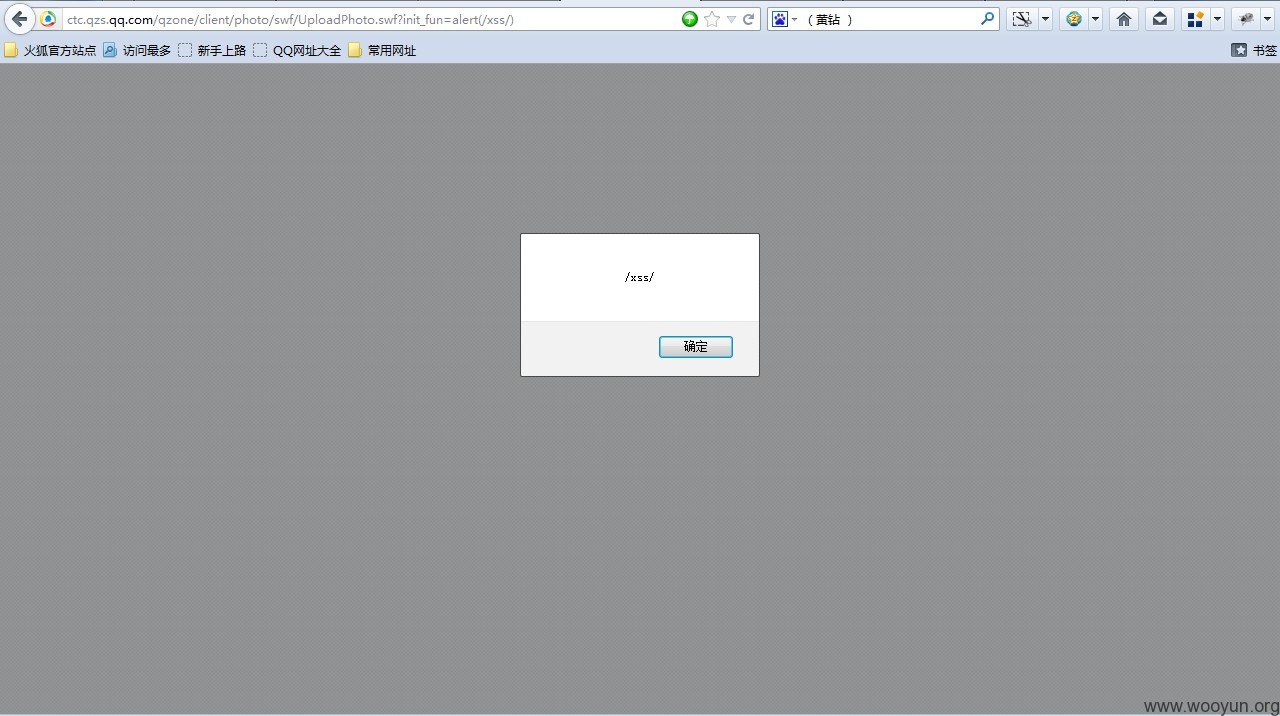 ctc.qzs.qq.com/qzone/client/photo/swf/UploadPhoto.swf?init_fun=alert(/xss/)
（黄钻 ）
火狐官方站点 访问最多 新手上路 QQ网址大全 常用网址 书签
/xss/
确定
www.wooyun.org